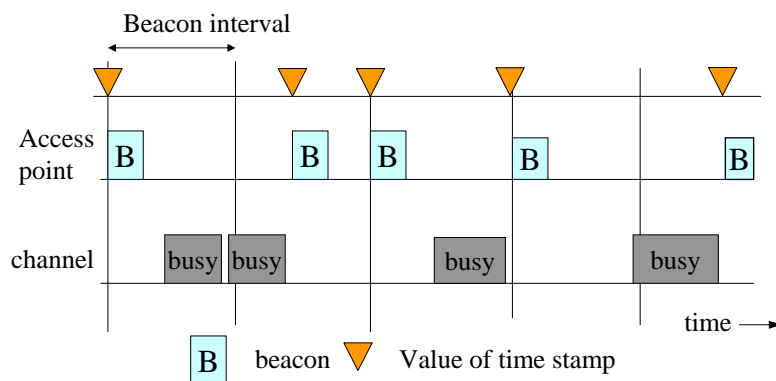 Beacon interval
Access
point
B B B B B
channel
busy busy busy busy
time
B beacon Value of time stamp